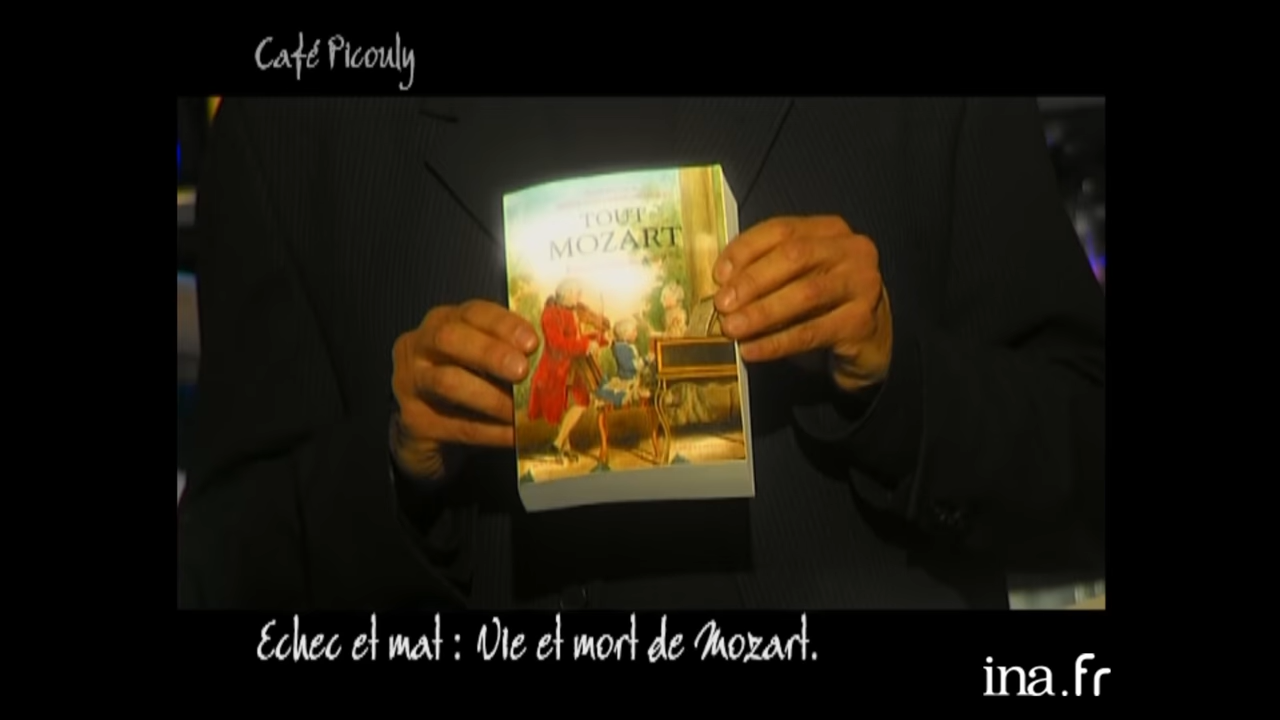 Café Picouly
TOUT
MOZART
Echec et mat : Vie et mort de Mozart.
ina.fr